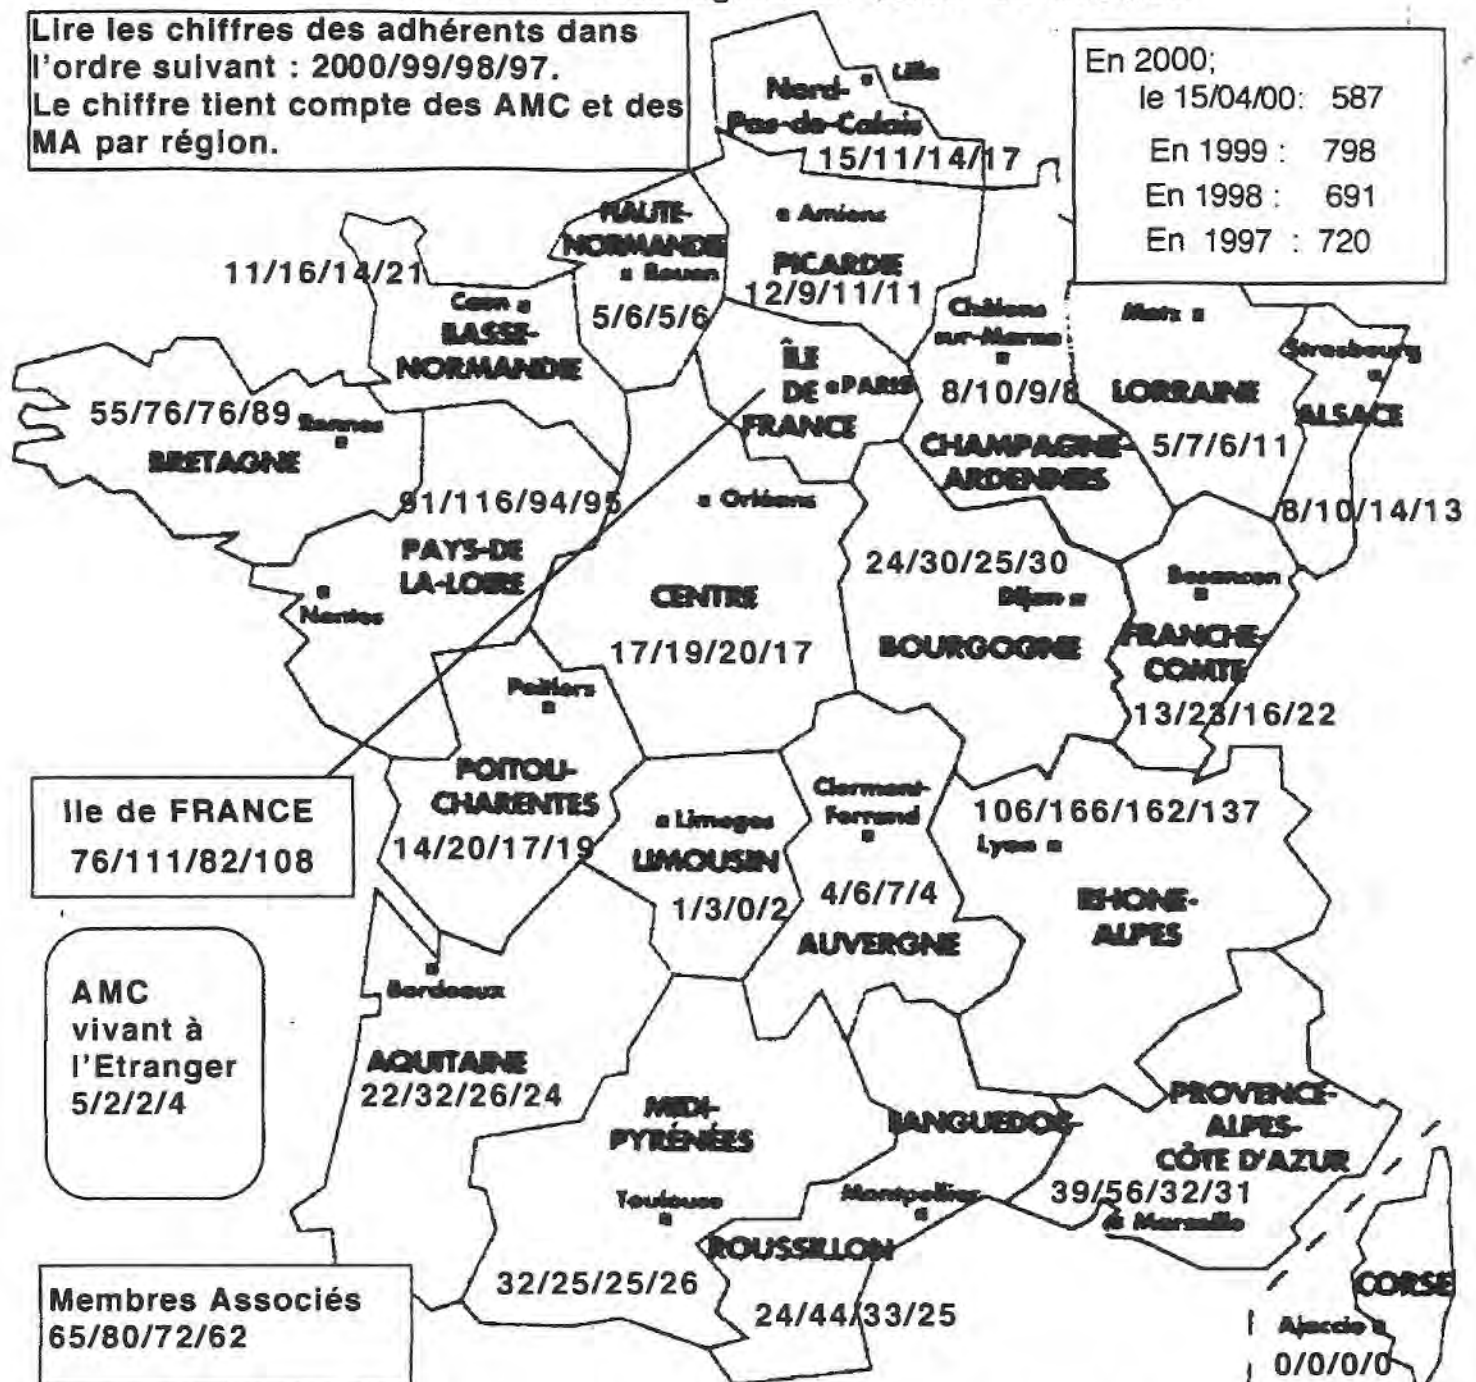 Lire les chiffres des adhérents dans
l'ordre suivant : 2000/99/98/97.
Le chiffre tient compte des AMC et des
MA par région.
En 2000;
le 15/04/00: 587
En 1999 : 798
En 1998 : 691
En 1997 : 720
Lille
Nord-
Pas-de-Calais
15/11/14/17
HAUTE-
NORMANDIE
Rouen
5/6/5/6
Amiens
PICARDIE
12/9/11/11
11/16/14/21
Caen
BASSE-
NORMANDIE
Châlons
sur-Marne
8/10/9/8
CHAMPAGNE-
ARDENNES
Metz
LORRAINE
5/7/6/11
Strasbourg
ALSACE
8/10/14/13
ÎLE
DE PARIS
FRANCE
55/76/76/89
Rennes
BRETAGNE
91/116/94/95
PAYS-DE
LA-LOIRE
Nantes
Orléans
CENTRE
17/19/20/17
24/30/25/30
Dijon
BOURGOGNE
Besancon
FRANCHE-
COMTE
13/23/16/22
Poitiers
POITOU-
CHARENTES
14/20/17/19
Ile de FRANCE
76/111/82/108
Limoges
LIMOUSIN
1/3/0/2
Clermont-
Ferrand
4/6/7/4
AUVERGNE
106/166/162/137
Lyon
RHONE-
ALPES
AMC
vivant à
l'Etranger
5/2/2/4
Bordeaux
AQUITAINE
22/32/26/24
MIDI-
PYRÉNÉES
Toulouse
32/25/25/26
LANGUEDOC-
Montpellier
ROUSSILLON
24/44/33/25
PROVENCE-
ALPES-
CÔTE D'AZUR
39/56/32/31
Marseille
CORSE
Ajaccio
0/0/0/0
Membres Associés
65/80/72/62